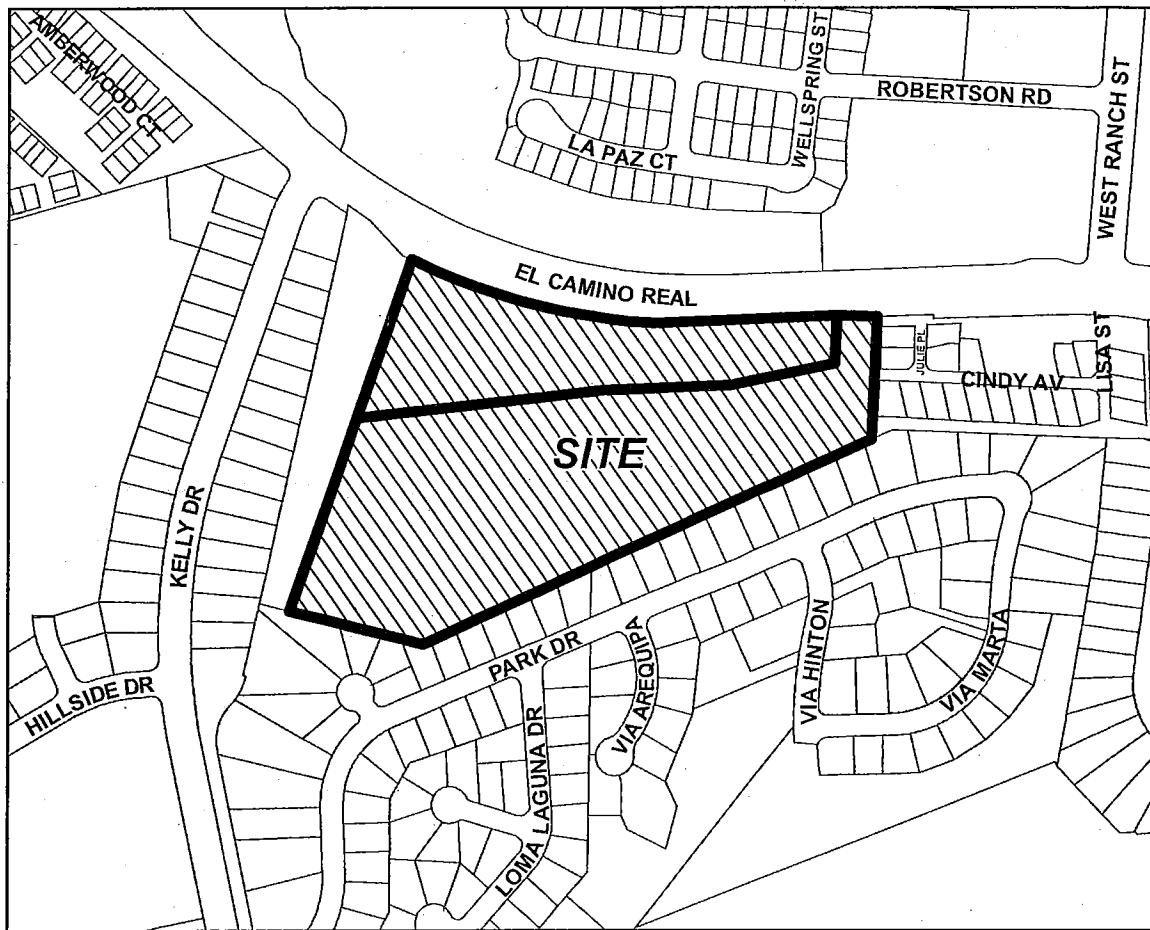 AMBERWOOD CT
WELLSPRING ST
ROBERTSON RD
WEST RANCH ST
LA PAZ CT
EL CAMINO REAL
JULIE PL
LISA ST
CINDY AV
SITE
KELLY DR
PARK DR
VIA AREQUIPA
VIA HINTON
VIA MARTA
HILLSIDE DR
LOMA LAGUNA DR